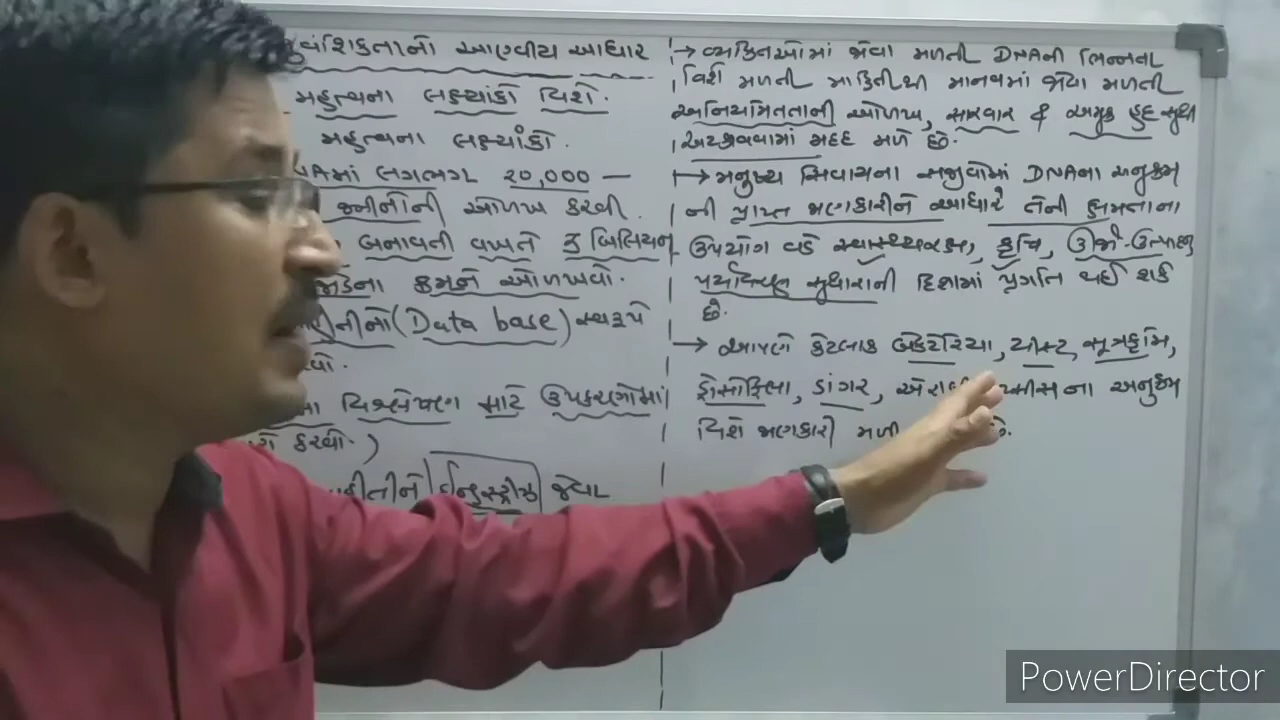 વંશિકતાનો આણ્વીય આધાર
મહત્વના લક્ષ્યાંકો વિશે.
મહત્વના લક્ષ્યાંકો.
માં લગભગ ૨૦,૦૦૦ —
જનીનોની ઓળખ કરવી.
બનાવતી વખતે ૩ બિલિયન
ના ક્રમને ઓળખવો.
(Data base) સ્વરૂપે
વિશ્લેષણ માટે ઉપકરણોમાં
કરવો. )
ઈન્ડસ્ટ્રીઝ જેવા
→ વ્યક્તિઓમાં જોવા મળતી DNAની ભિન્નતા
વિશે મળતી માહિતીથી માનવમાં જોવા મળતી
અનિયમિતતાની ઓળખ, સારવાર & અમુક હદ સુધી
અટકાવવામાં મદદ મળે છે.
→ મનુષ્ય સિવાયના સજીવોમાં DNAના અનુક્રમ
ની પ્રાપ્ત જાણકારીને આધારે તેની ક્ષમતાના
ઉપયોગ વડે સ્વાસ્થ્યરક્ષા, કૃષિ, ઊર્જા-ઉત્પાદન,
પર્યાવરણ સુધારાની દિશામાં પ્રગતિ થઈ શકે
છે.
→ આપણે કેટલાક બેક્ટેરિયા, યીસ્ટ, સૂત્રકૃમિ,
ડ્રોસોફિલા, ડાંગર, ના અનુક્રમ
વિશે જાણકારી મળી
PowerDirector